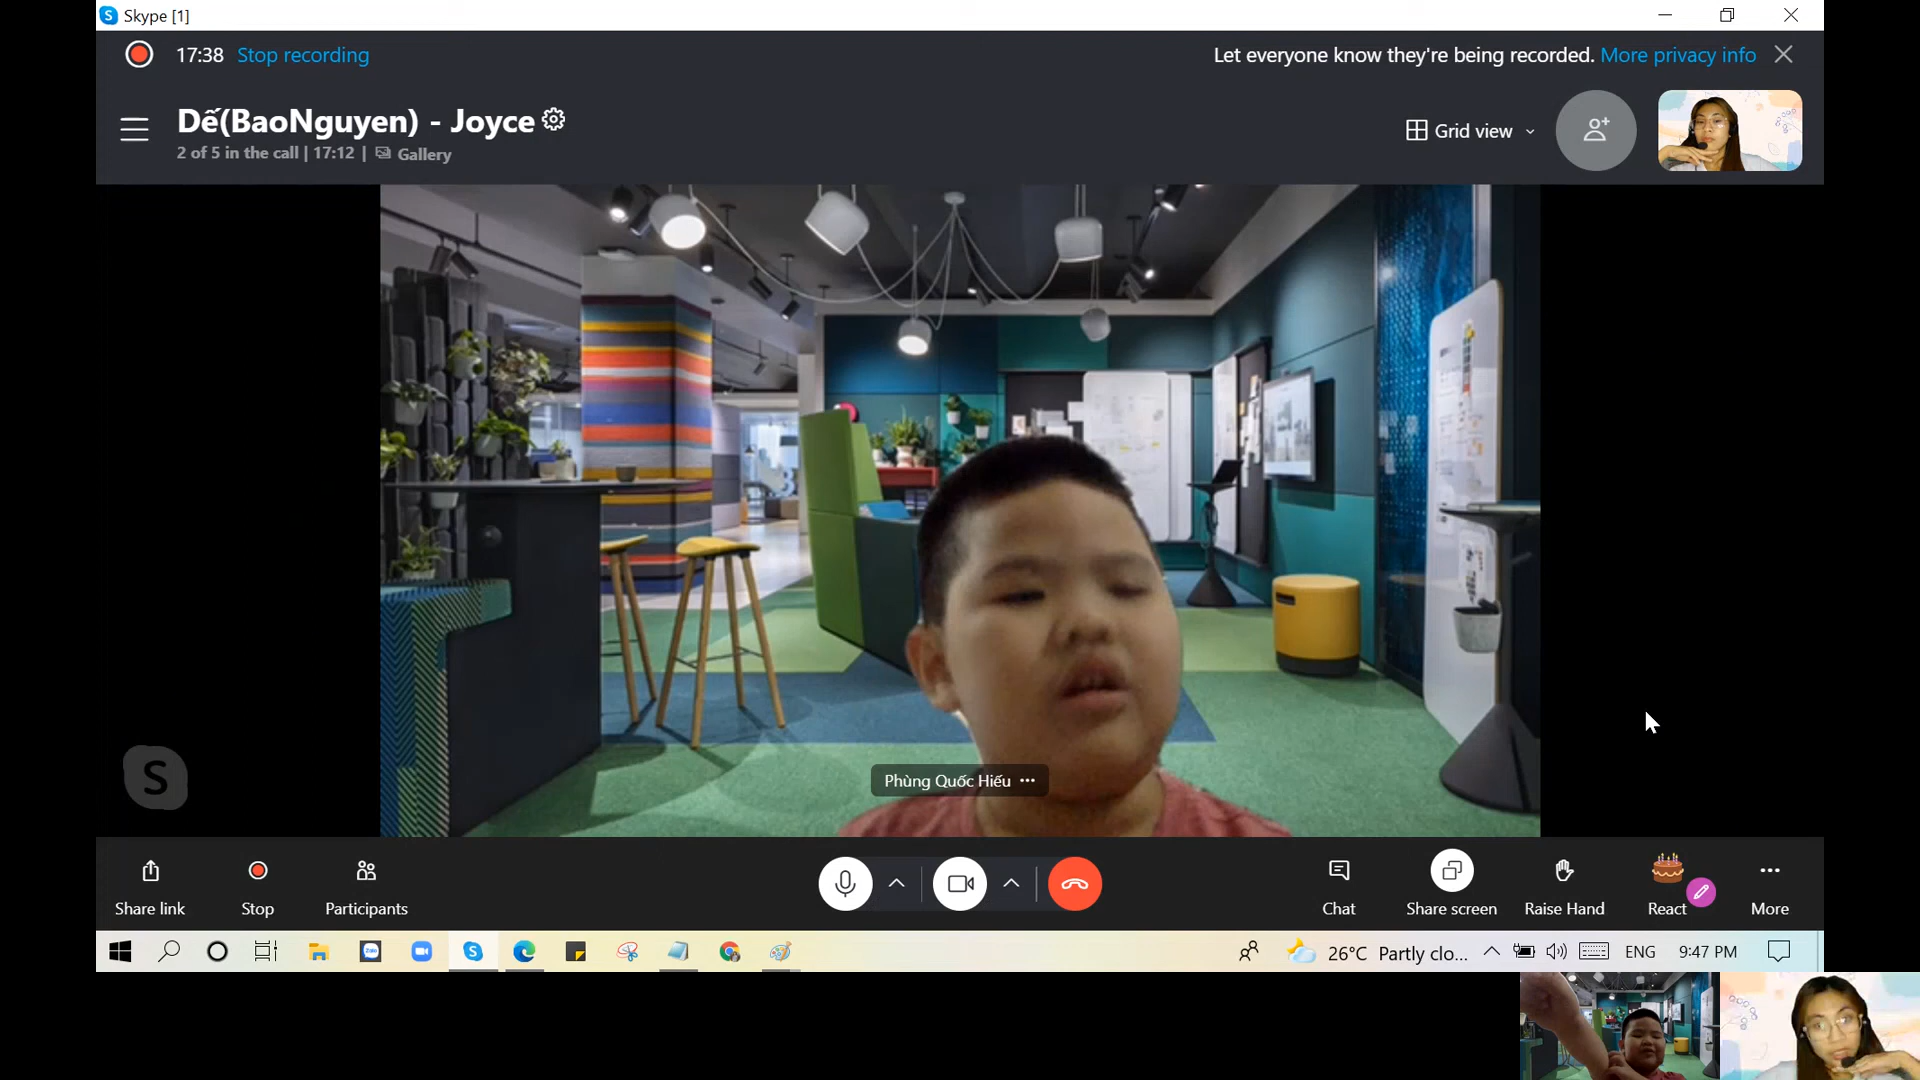 Skype [1]
17:38 Stop recording
Let everyone know they're being recorded. More privacy info
Dế(BaoNguyen) - Joyce
2 of 5 in the call | 17:12 | Gallery
Grid view
Phùng Quốc Hiếu
Share link
Stop
Participants
Chat
Share screen
Raise Hand
React
More
26°C Partly clo...
ENG
9:47 PM